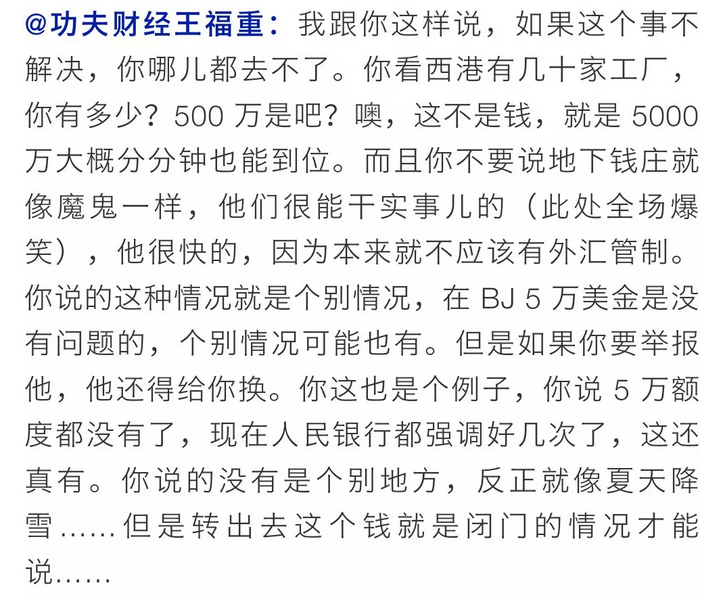 @功夫财经王福重：我跟你这样说，如果这个事不
解决，你哪儿都去不了。你看西港有几十家工厂，
你有多少？500 万是吧？噢，这不是钱，就是 5000
万大概分分钟也能到位。而且你不要说地下钱庄就
像魔鬼一样，他们很能干实事儿的（此处全场爆
笑），他很快的，因为本来就不应该有外汇管制。
你说的这种情况就是个别情况，在 BJ 5 万美金是没
有问题的，个别情况可能也有。但是如果你要举报
他，他还得给你换。你这也是个例子，你说 5 万额
度都没有了，现在人民银行都强调好几次了，这还
真有。你说的没有是个别地方，反正就像夏天降
雪……但是转出去这个钱就是闭门的情况才能
说……